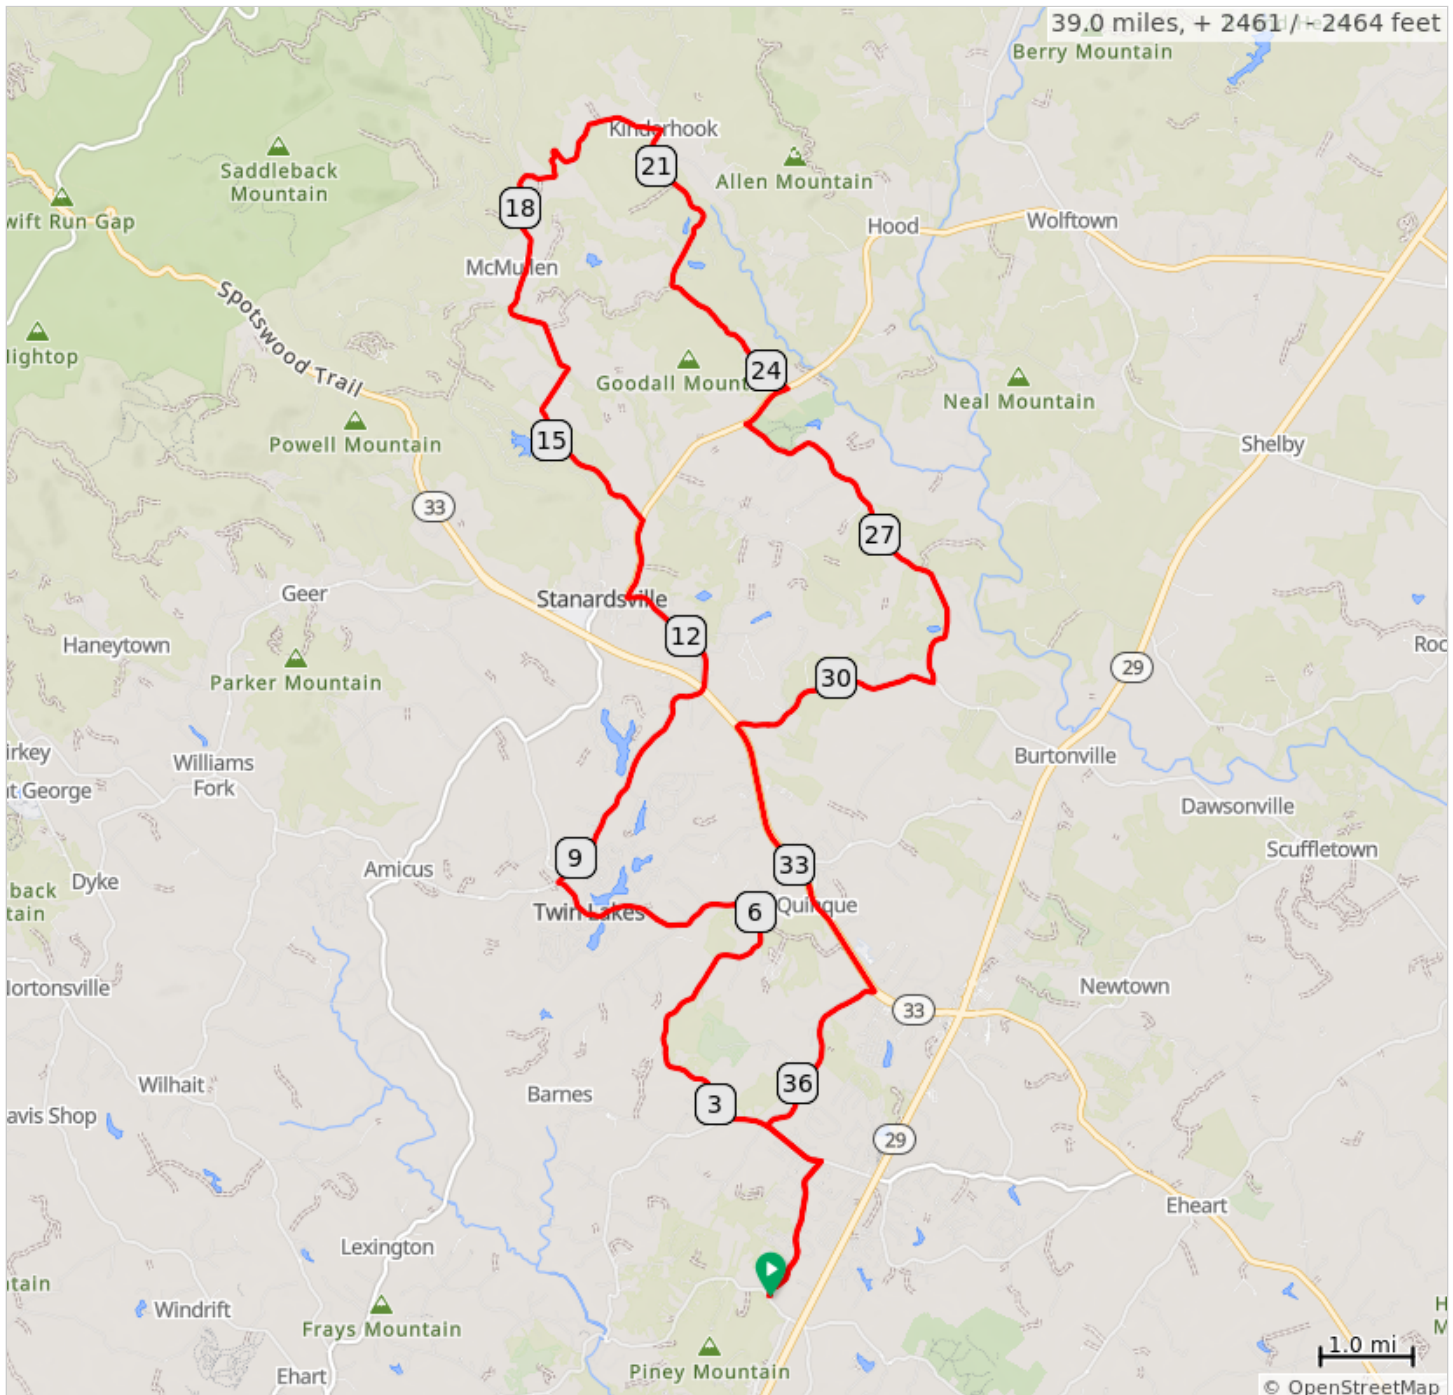 39.0 miles, + 2461 / - 2464 feet
Berry Mountain
Kinderhook
21
Saddleback
Mountain
Allen Mountain
18
wift Run Gap
Hood
Wolftown
McMullen
Spotswood Trail
lightop
24
Goodall Mount
Neal Mountain
Powell Mountain
15
Shelby
33
27
Geer
Stanardsville
12
Haneytown
Roc
29
Parker Mountain
30
irkey
Williams
Fork
Burtonville
nt George
Dawsonville
9
33
Scuffletown
Amicus
back
tain
Dyke
Twin Lakes
6
Quinque
lortonsville
Newtown
33
Wilhait
36
Barnes
3
avis Shop
29
Eheart
Lexington
tain
Windrift
Frays Mountain
H
M
1.0 mi
Piney Mountain
Ehart
© OpenStreetMap